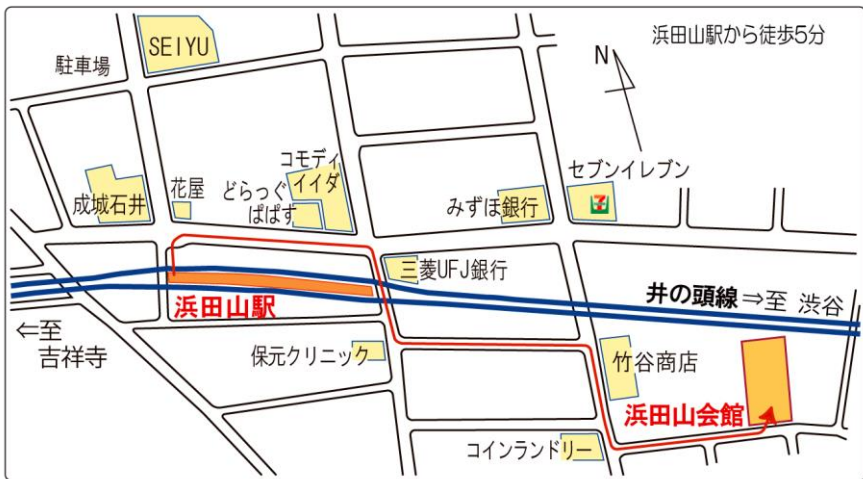 SEIYU
浜田山駅から徒歩5分
駐車場
N
コモディ
イイダ
セブンイレブン
7
成城石井
花屋
どらっぐ
ぱぱす
みずほ銀行
三菱UFJ銀行
井の頭線⇒至 渋谷
浜田山駅
←至
吉祥寺
保元クリニック
竹谷商店
浜田山会館
コインランドリー